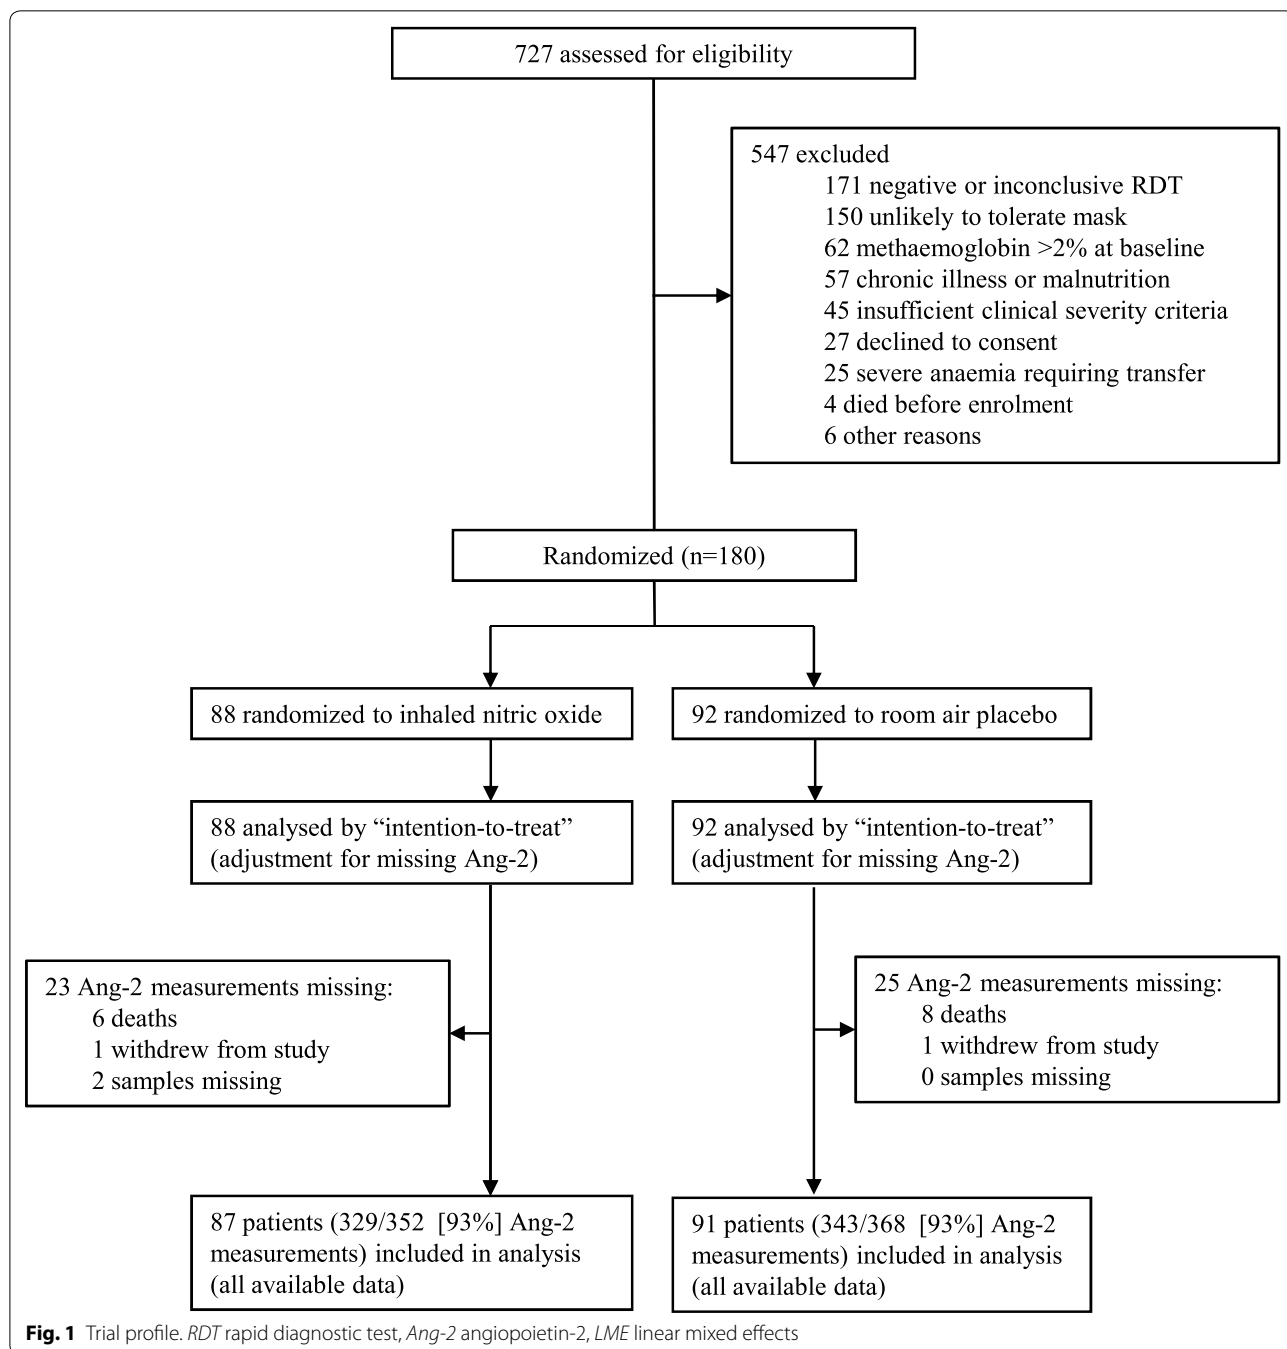 727 assessed for eligibility
547 excluded
171 negative or inconclusive RDT
150 unlikely to tolerate mask
62 methaemoglobin >2% at baseline
57 chronic illness or malnutrition
45 insufficient clinical severity criteria
27 declined to consent
25 severe anaemia requiring transfer
4 died before enrolment
6 other reasons
Randomized (n=180)
88 randomized to inhaled nitric oxide
92 randomized to room air placebo
88 analysed by “intention-to-treat”
(adjustment for missing Ang-2)
92 analysed by “intention-to-treat”
(adjustment for missing Ang-2)
23 Ang-2 measurements missing:
6 deaths
1 withdrew from study
2 samples missing
25 Ang-2 measurements missing:
8 deaths
1 withdrew from study
0 samples missing
87 patients (329/352 [93%] Ang-2
measurements) included in analysis
(all available data)
91 patients (343/368 [93%] Ang-2
measurements) included in analysis
(all available data)
Fig. 1 Trial profile. RDT rapid diagnostic test, Ang-2 angiopoietin-2, LME linear mixed effects